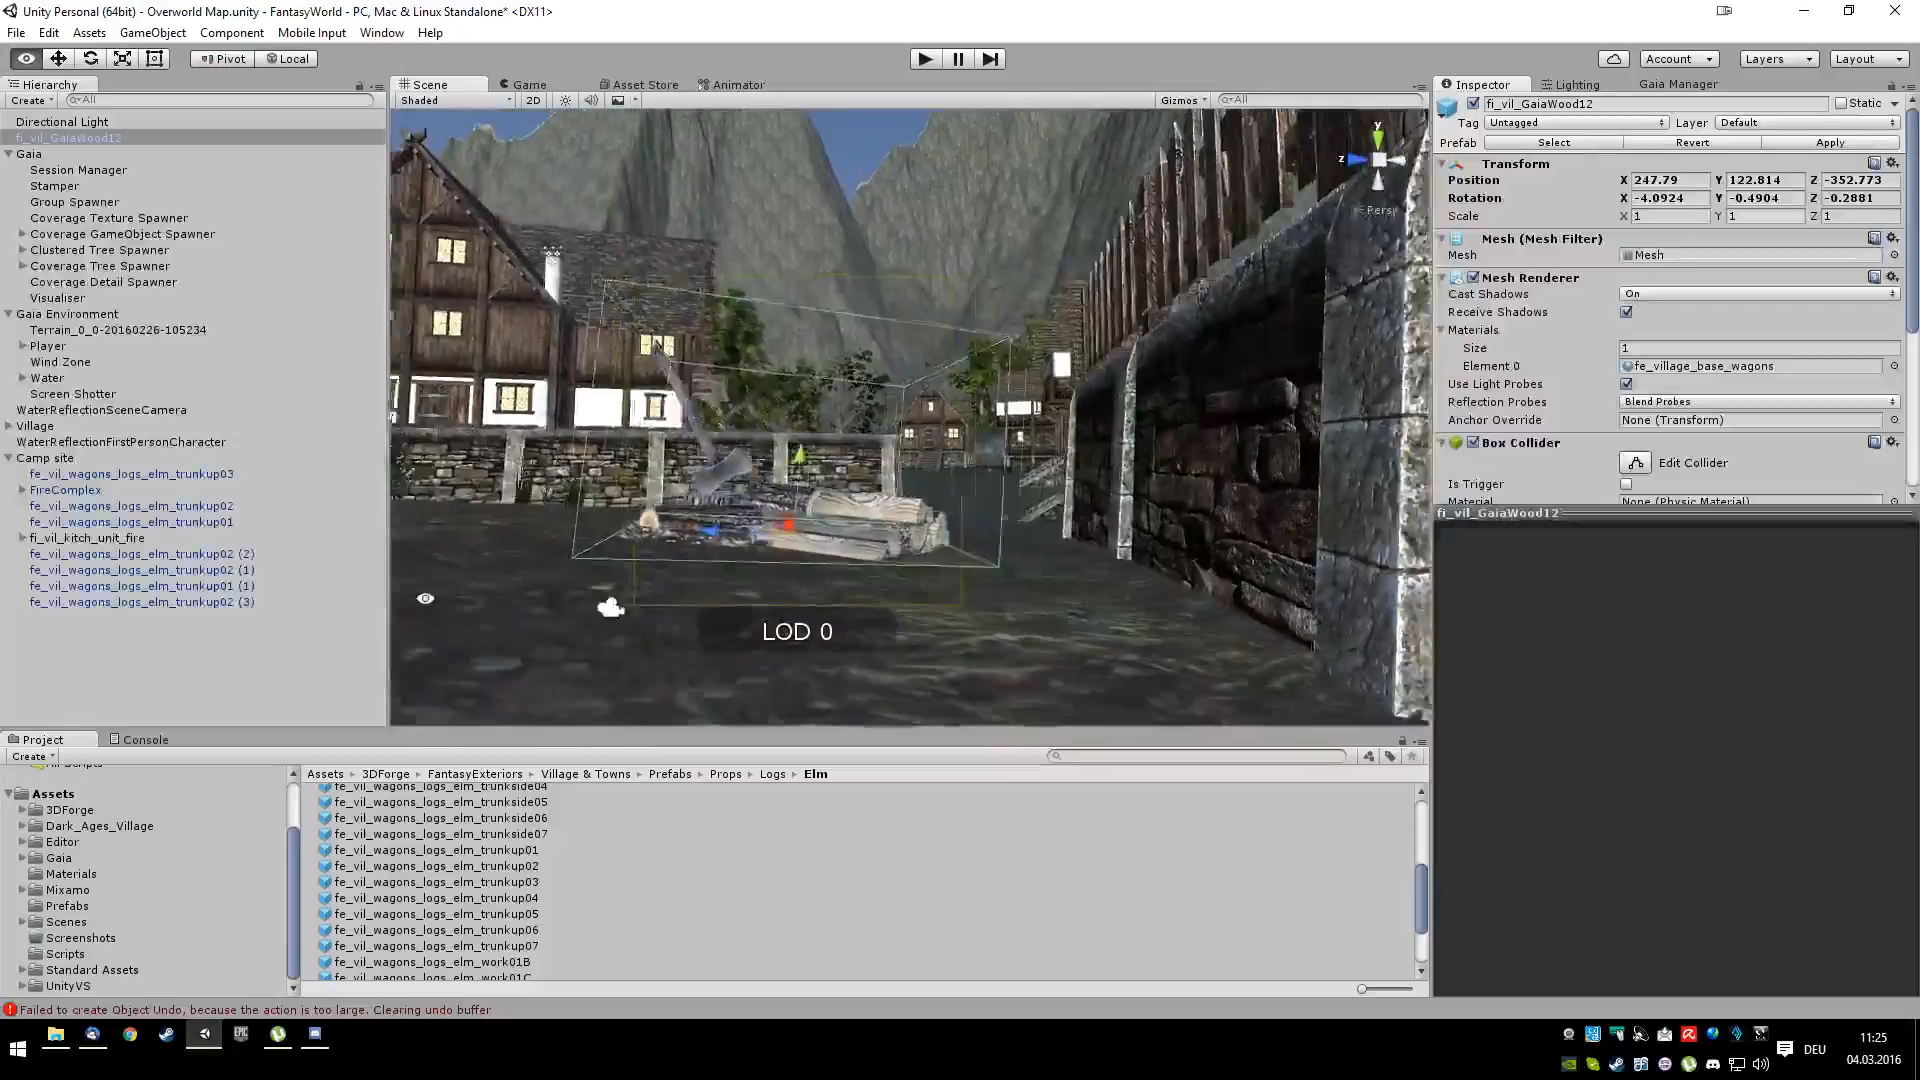 Unity Personal (64bit) - Overworld Map.unity - FantasyWorld - PC, Mac & Linux Standalone* <DX11>
File Edit Assets GameObject Component Mobile Input Window Help
Pivot Local Account Layers Layout
Hierarchy
Create All
Directional Light
fi_vil_GaiaWood12
Gaia
Session Manager
Stamper
Group Spawner
Coverage Texture Spawner
Coverage GameObject Spawner
Clustered Tree Spawner
Coverage Tree Spawner
Coverage Detail Spawner
Visualiser
Gaia Environment
Terrain_0_0-20160226-105234
Player
Wind Zone
Water
Screen Shotter
WaterReflectionSceneCamera
Village
WaterReflectionFirstPersonCharacter
Camp site
fe_vil_wagons_logs_elm_trunkup03
FireComplex
fe_vil_wagons_logs_elm_trunkup02
fe_vil_wagons_logs_elm_trunkup01
fi_vil_kitch_unit_fire
fe_vil_wagons_logs_elm_trunkup02 (2)
fe_vil_wagons_logs_elm_trunkup02 (1)
fe_vil_wagons_logs_elm_trunkup01 (1)
fe_vil_wagons_logs_elm_trunkup02 (3)
Scene Game Asset Store Animator
Shaded 2D Gizmos All
y
z
Persp
LOD 0
Inspector Lighting Gaia Manager
fi_vil_GaiaWood12 Static
Tag Untagged Layer Default
Prefab Select Revert Apply
Transform
Position X 247.79 Y 122.814 Z -352.773
Rotation X -4.0924 Y -0.4904 Z -0.2881
Scale X 1 Y 1 Z 1
Mesh (Mesh Filter)
Mesh Mesh
Mesh Renderer
Cast Shadows On
Receive Shadows
Materials
Size 1
Element 0 fe_village_base_wagons
Use Light Probes
Reflection Probes Blend Probes
Anchor Override None (Transform)
Box Collider
Edit Collider
Is Trigger
Material None (Physic Material)
fi_vil_GaiaWood12
Project Console
Create
All Scripts
Assets
3DForge
Dark_Ages_Village
Editor
Gaia
Materials
Mixamo
Prefabs
Scenes
Screenshots
Scripts
Standard Assets
UnityVS
Assets 3DForge FantasyExteriors Village & Towns Prefabs Props Logs Elm
fe_vil_wagons_logs_elm_trunkside04
fe_vil_wagons_logs_elm_trunkside05
fe_vil_wagons_logs_elm_trunkside06
fe_vil_wagons_logs_elm_trunkside07
fe_vil_wagons_logs_elm_trunkup01
fe_vil_wagons_logs_elm_trunkup02
fe_vil_wagons_logs_elm_trunkup03
fe_vil_wagons_logs_elm_trunkup04
fe_vil_wagons_logs_elm_trunkup05
fe_vil_wagons_logs_elm_trunkup06
fe_vil_wagons_logs_elm_trunkup07
fe_vil_wagons_logs_elm_work01B
fe_vil_wagons_logs_elm_work01C
Failed to create Object Undo, because the action is too large. Clearing undo buffer
EPIC
DEU
11:25
04.03.2016